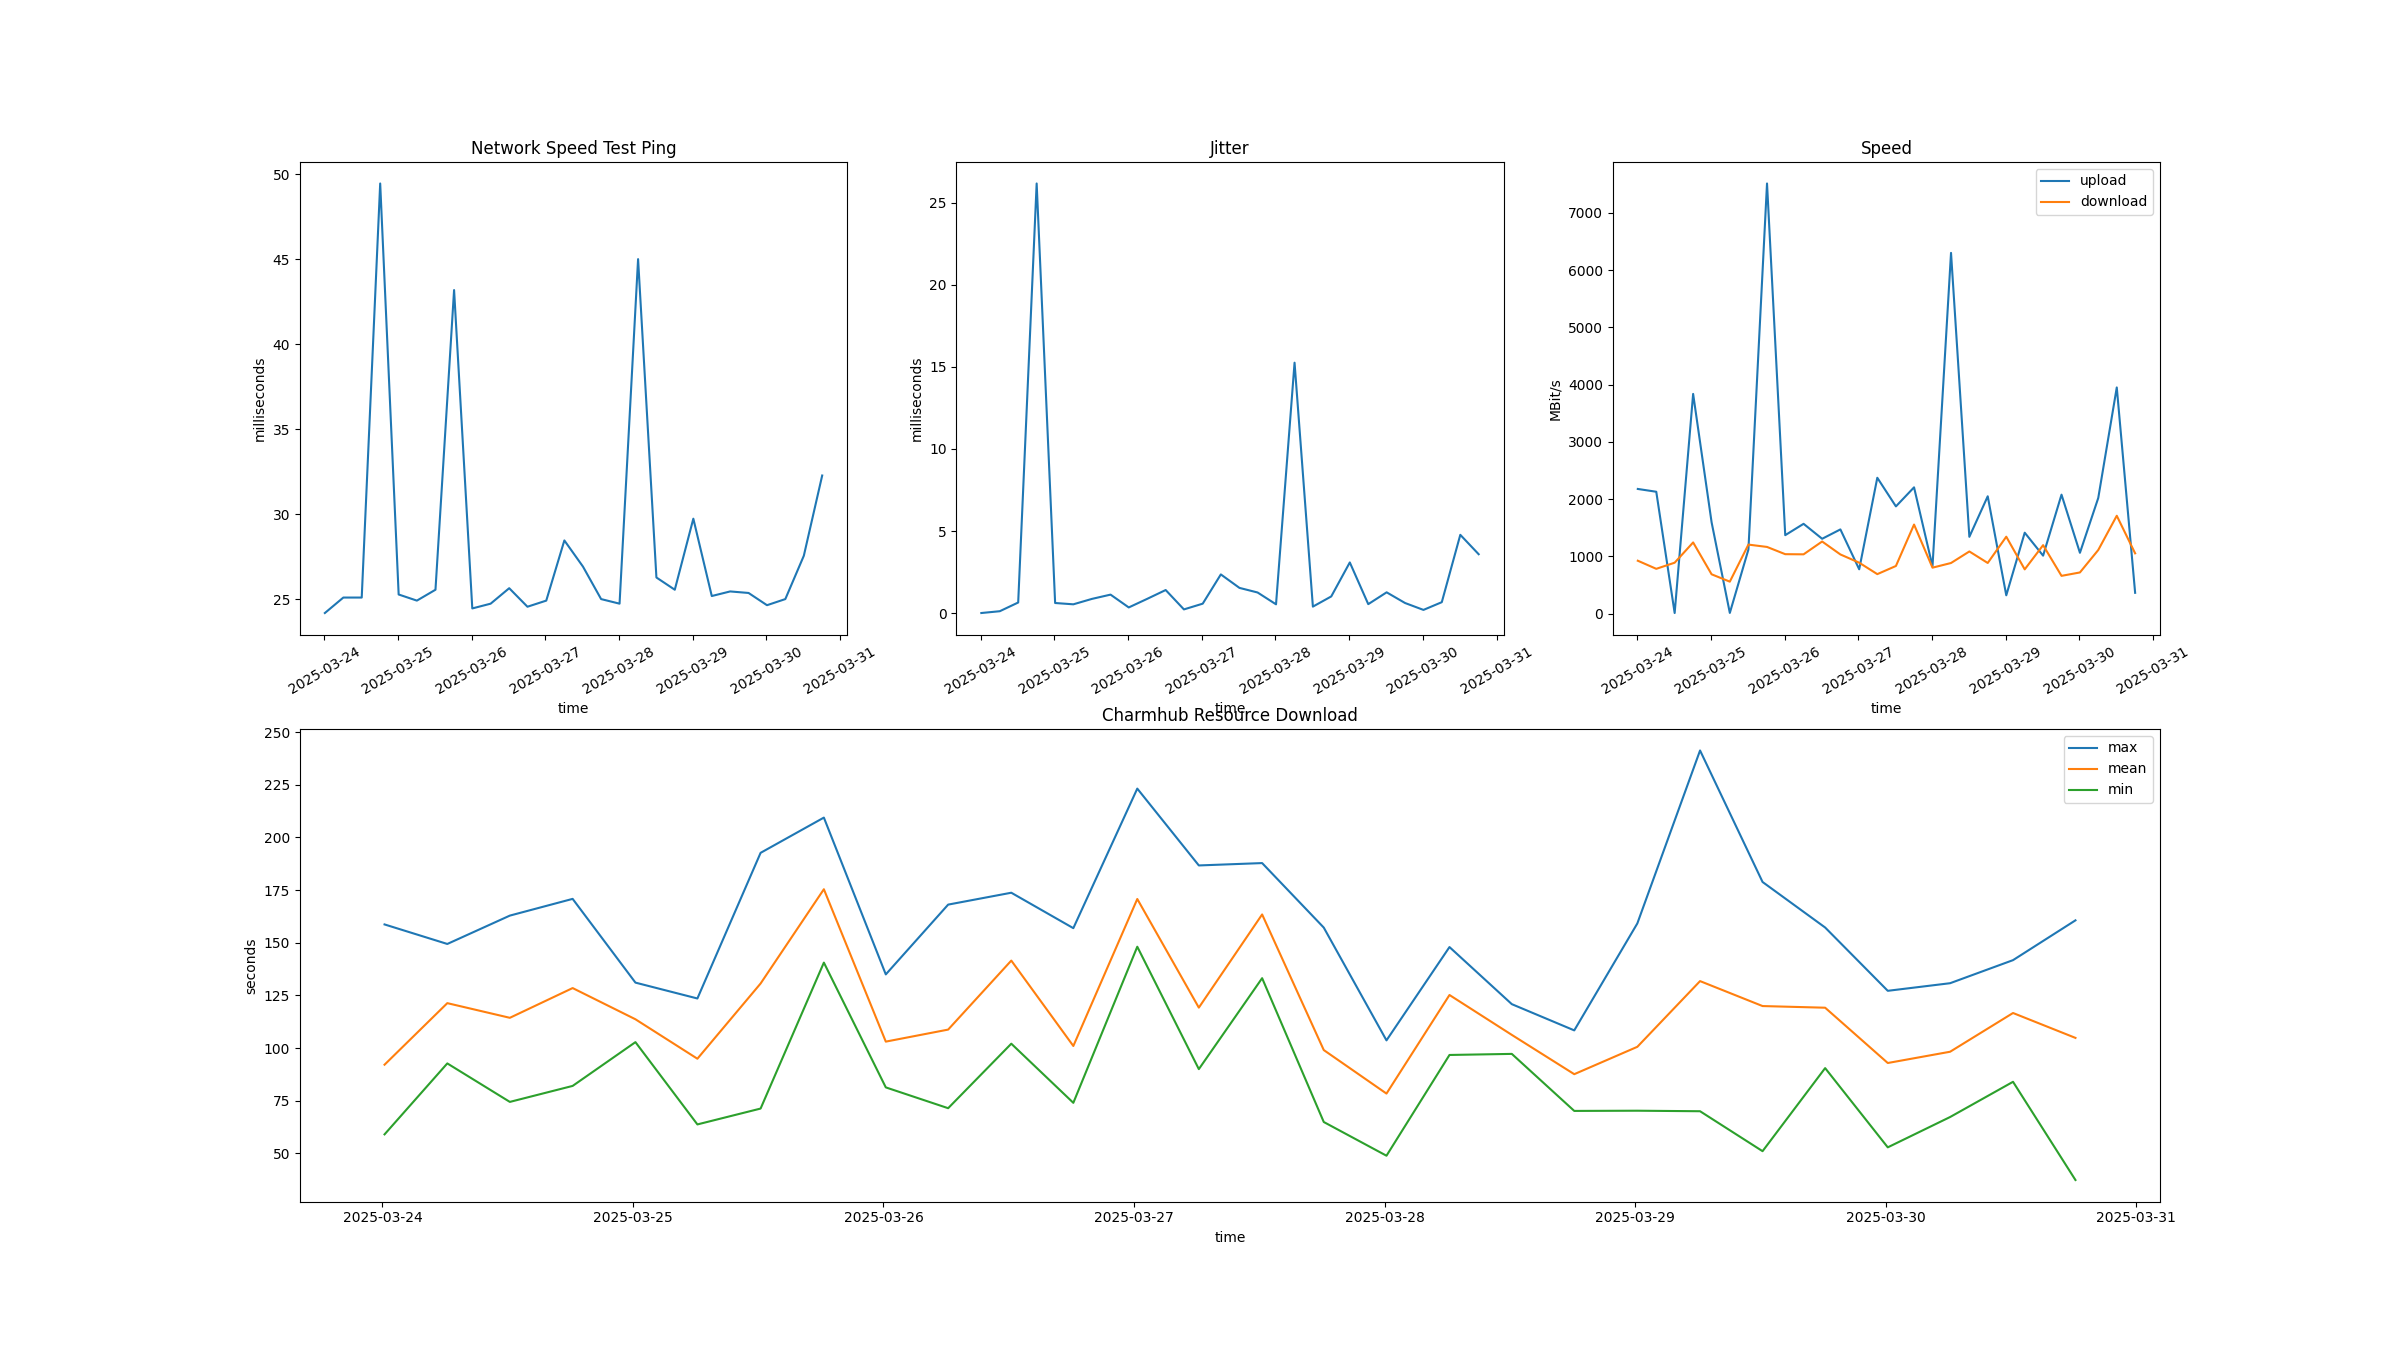 Network Speed Test Ping
50
45
40
35
30
25
milliseconds
2025-03-24 2025-03-25 2025-03-26 2025-03-27 2025-03-28 2025-03-29 2025-03-30 2025-03-31
time
Jitter
25
20
15
10
5
0
milliseconds
2025-03-24 2025-03-25 2025-03-26 2025-03-27 2025-03-28 2025-03-29 2025-03-30 2025-03-31
time
Speed
upload
download
7000
6000
5000
4000
3000
2000
1000
0
MBit/s
2025-03-24 2025-03-25 2025-03-26 2025-03-27 2025-03-28 2025-03-29 2025-03-30 2025-03-31
time
Charmhub Resource Download
max
mean
min
250
225
200
175
150
125
100
75
50
seconds
2025-03-24 2025-03-25 2025-03-26 2025-03-27 2025-03-28 2025-03-29 2025-03-30 2025-03-31
time